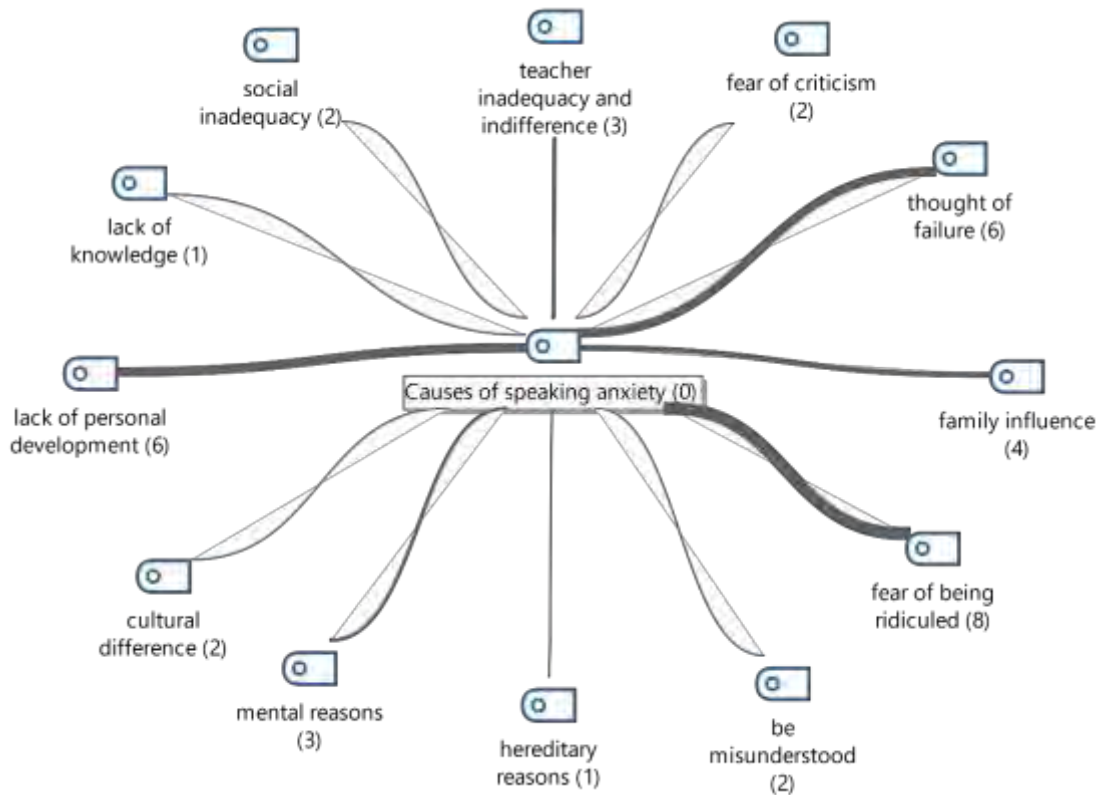 social
inadequacy (2)
teacher
inadequacy and
indifference (3)
fear of criticism
(2)
lack of
knowledge (1)
thought of
failure (6)
Causes of speaking anxiety (0)
lack of personal
development (6)
family influence
(4)
cultural
difference (2)
fear of being
ridiculed (8)
mental reasons
(3)
hereditary
reasons (1)
be
misunderstood
(2)